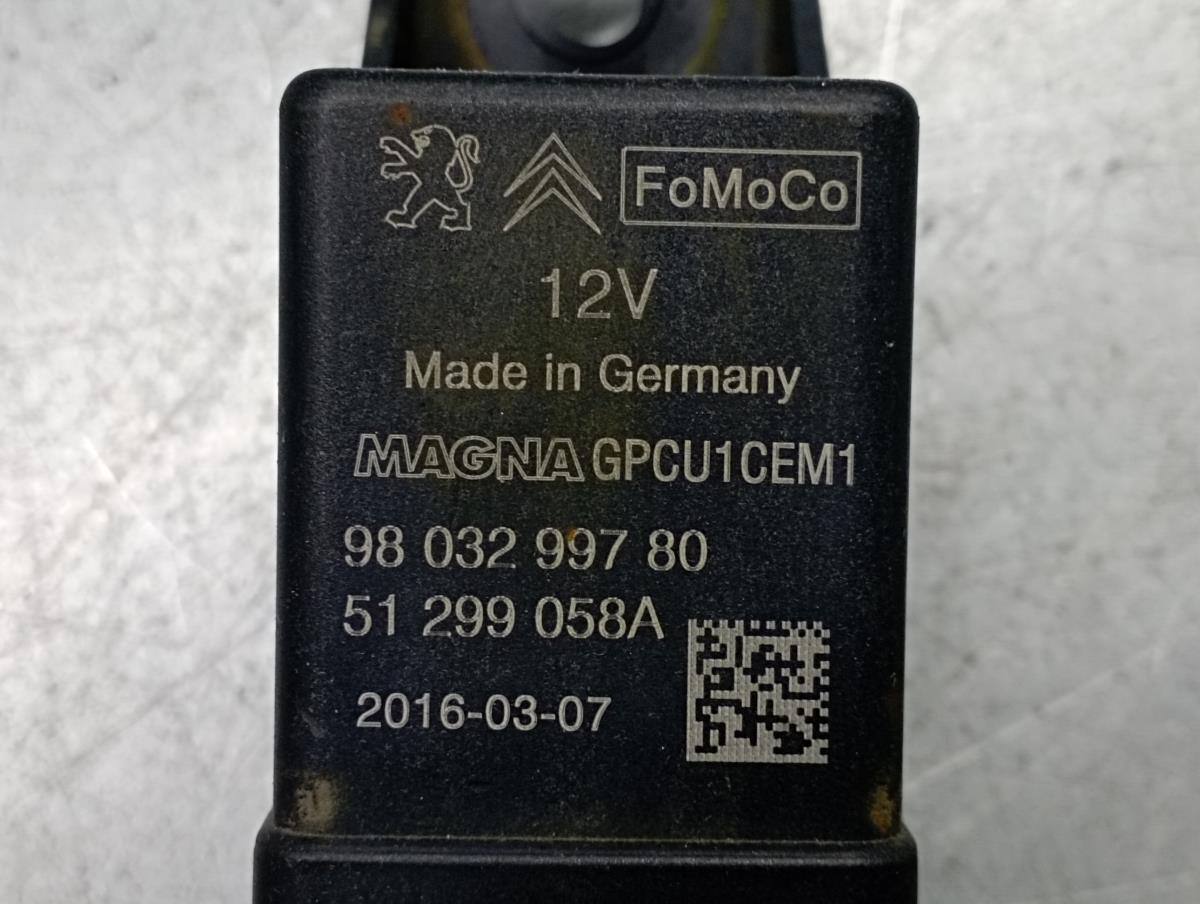 FoMoCo
12V
Made in Germany
MAGNA GPCU1CEM1
98 032 997 80
51 299 058A
2016-03-07